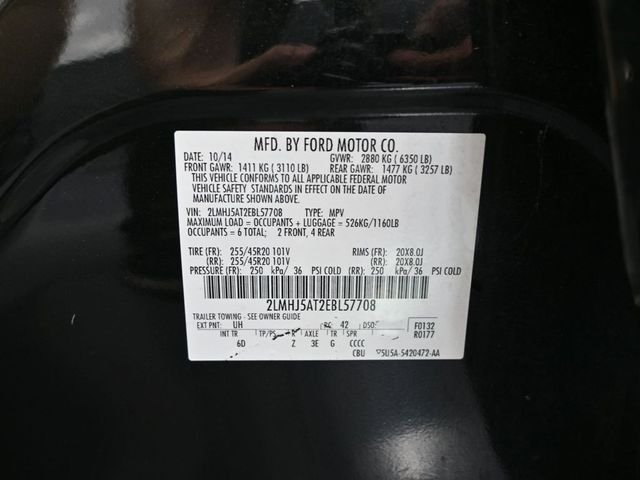 MFD. BY FORD MOTOR CO.
DATE: 10/14 GVWR: 2880 KG ( 6350 LB)
FRONT GAWR: 1411 KG ( 3110 LB) REAR GAWR: 1477 KG ( 3257 LB)
THIS VEHICLE CONFORMS TO ALL APPLICABLE FEDERAL MOTOR
VEHICLE SAFETY STANDARDS IN EFFECT ON THE DATE OF
MANUFACTURE SHOWN ABOVE.
VIN: 2LMHJ5AT2EBL57708 TYPE: MPV
MAXIMUM LOAD = OCCUPANTS + LUGGAGE = 526KG/1160LB
OCCUPANTS = 6 TOTAL: 2 FRONT, 4 REAR
TIRE (FR): 255/45R20 101V RIMS (FR): 20X8.0J
(RR): 255/45R20 101V (RR): 20X8.0J
PRESSURE (FR): 250 kPa/ 36 PSI COLD (RR): 250 kPa/ 36 PSI COLD
2LMHJ5AT2EBL57708
TRAILER TOWING - SEE OWNER GUIDE
EXT PNT: UH RC: 42 DSO: F0132
INT TR TP/PS R AXLE TR SPR R0177
6D Z 3E G CCCC
CBU 5U5A-5420472-AA